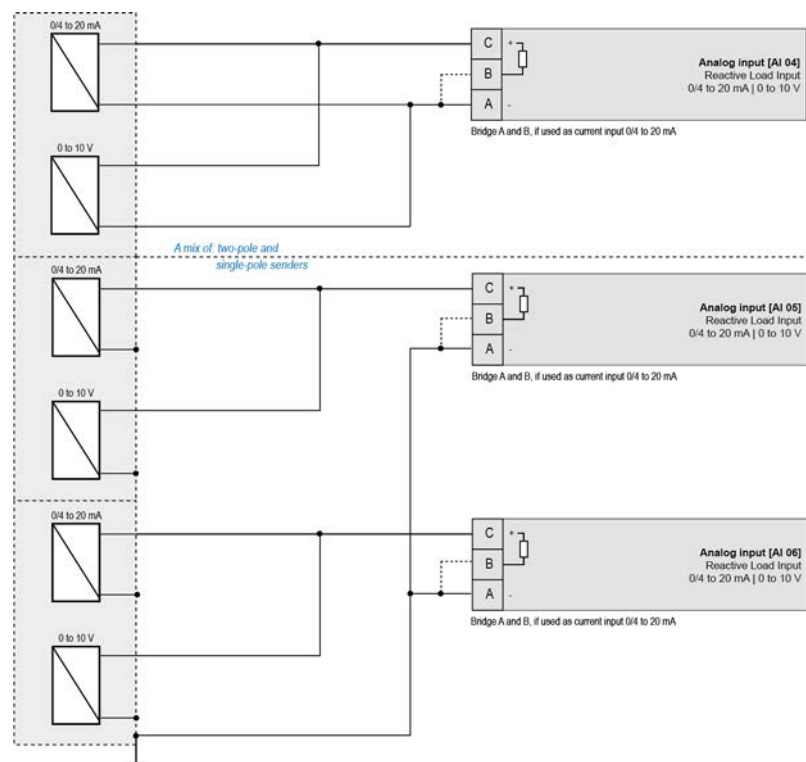 0/4 to 20 mA
C
+
B
A
-
Analog input [AI 04]
Reactive Load Input
0/4 to 20 mA | 0 to 10 V
Bridge A and B, if used as current input 0/4 to 20 mA
0 to 10 V
A mix of: two-pole and
single-pole senders
0/4 to 20 mA
C
+
B
A
-
Analog input [AI 05]
Reactive Load Input
0/4 to 20 mA | 0 to 10 V
Bridge A and B, if used as current input 0/4 to 20 mA
0 to 10 V
0/4 to 20 mA
C
+
B
A
-
Analog input [AI 06]
Reactive Load Input
0/4 to 20 mA | 0 to 10 V
Bridge A and B, if used as current input 0/4 to 20 mA
0 to 10 V